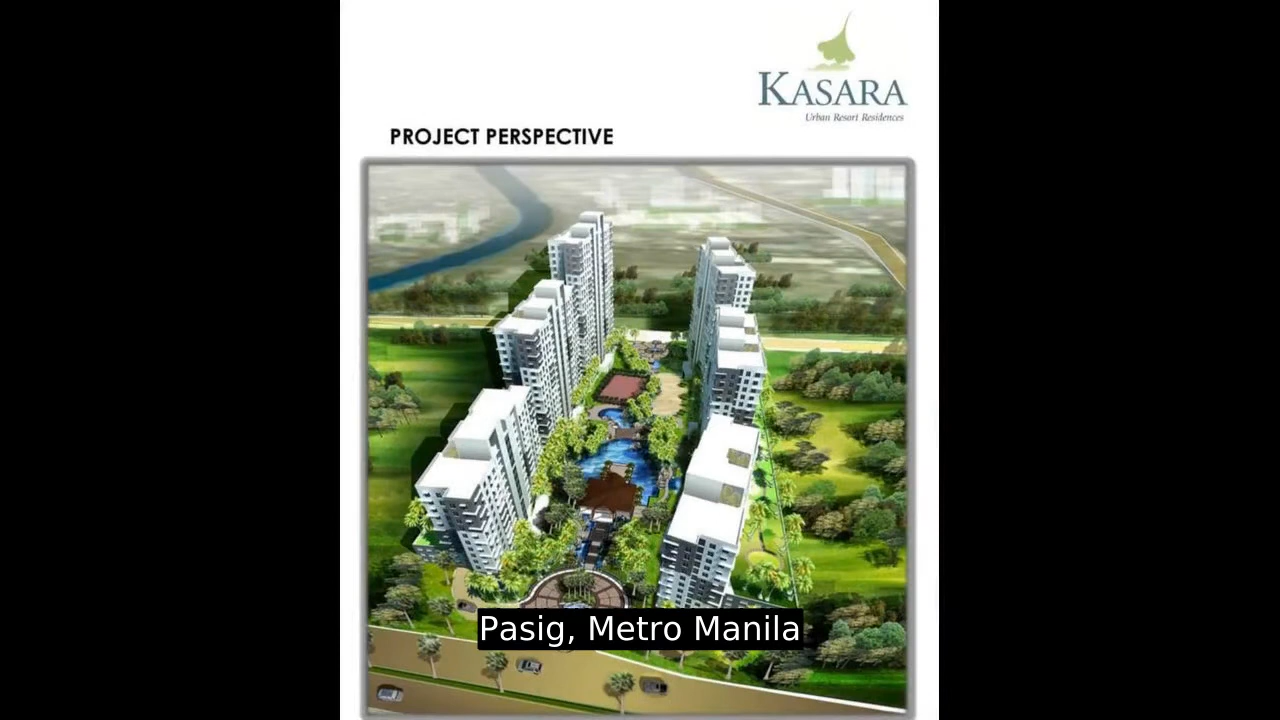 KASARA
Urban Resort Residences
PROJECT PERSPECTIVE
Pasig, Metro Manila